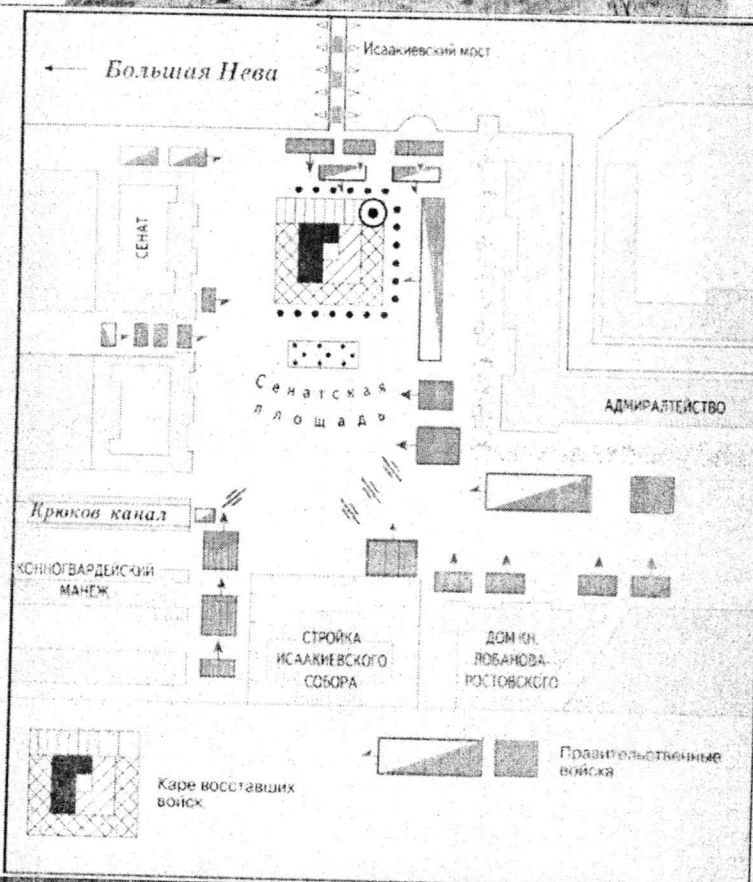 Исаакиевский мост
Большая Нева
СЕНАТ
Сенатская
площадь
АДМИРАЛТЕЙСТВО
Крюков канал
КОННОГВАРДЕЙСКИЙ
МАНЕЖ
СТРОЙКА
ИСААКИЕВСКОГО
СОБОРА
ДОМ КН.
ЛОБАНОВА-
РОСТОВСКОГО
Каре восставших
войск
Правительственные
войска